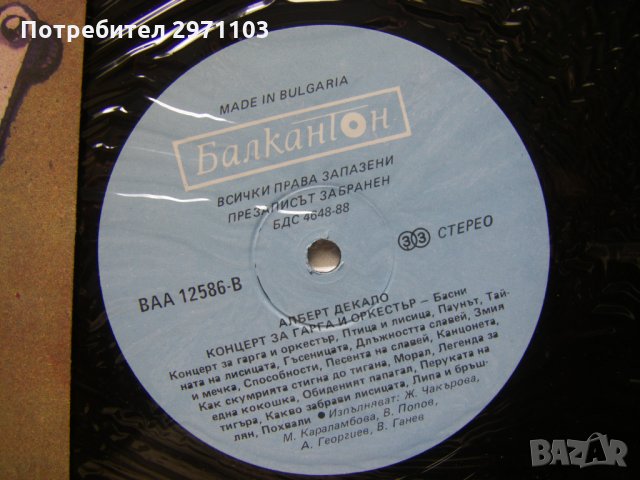 Потребител 2971103
MADE IN BULGARIA
Балкантон
ВСИЧКИ ПРАВА ЗАПАЗЕНИ
ПРЕЗАПИСЪТ ЗАБРАНЕН
БДС 4648-88
ВАА 12586-В
33 СТЕРЕО
АЛБЕРТ ДЕКАЛО
КОНЦЕРТ ЗА ГАРГА И ОРКЕСТЪР – Басни
Концерт за гарга и оркестър, Птица и лисица, Паунът, Тай-
ната на лисицата, Гъсеницата, Длъжността славей, Змия
и мечка, Способности, Песента на славей, Канцонета,
Как скумрията стигна до тигана, Морал, Легенда за
една кокошка, Обиденият папагал, Перуката на
тигъра, Какво забрави лисицата, Липа и бръш-
лян, Похвали ● Изпълняват: Ж. Чакърова,
М. Караламбова, В. Попов,
А. Георгиев, В. Ганев
BAZAR